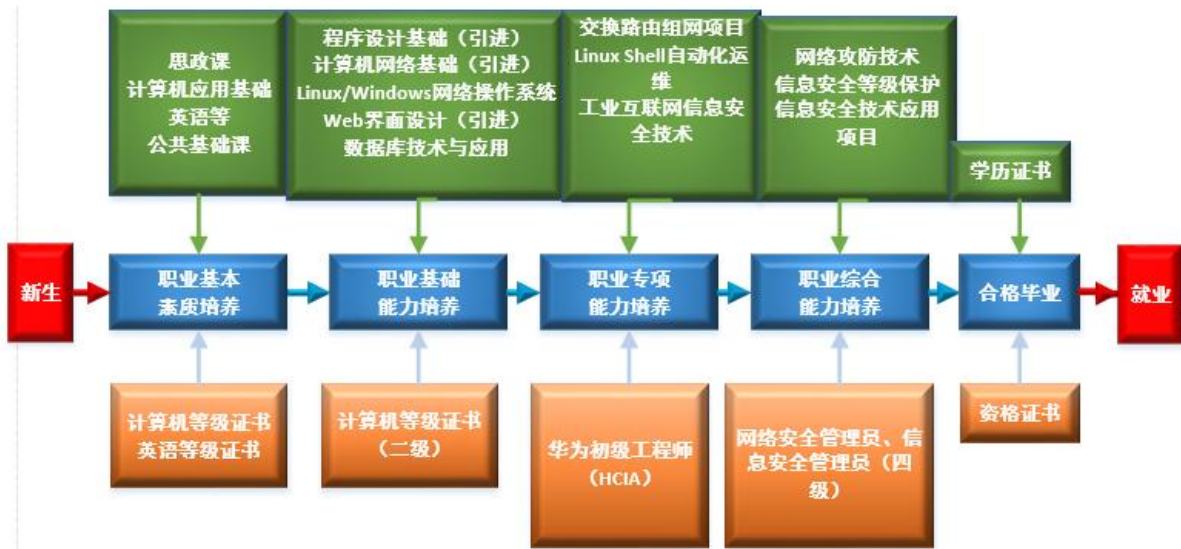 思政课
计算机应用基础
英语等
公共基础课
程序设计基础（引进）
计算机网络基础（引进）
Linux/Windows网络操作系统
Web界面设计（引进）
数据库技术与应用
交换路由组网项目
Linux Shell自动化运
维
工业互联网信息安
全技术
网络攻防技术
信息安全等级保护
信息安全技术应用
项目
学历证书
新生
职业基本
素质培养
职业基础
能力培养
职业专项
能力培养
职业综合
能力培养
合格毕业
就业
计算机等级证书
英语等级证书
计算机等级证书
（二级）
华为初级工程师
（HCIA）
网络安全管理员、信
息安全管理员（四
级）
资格证书